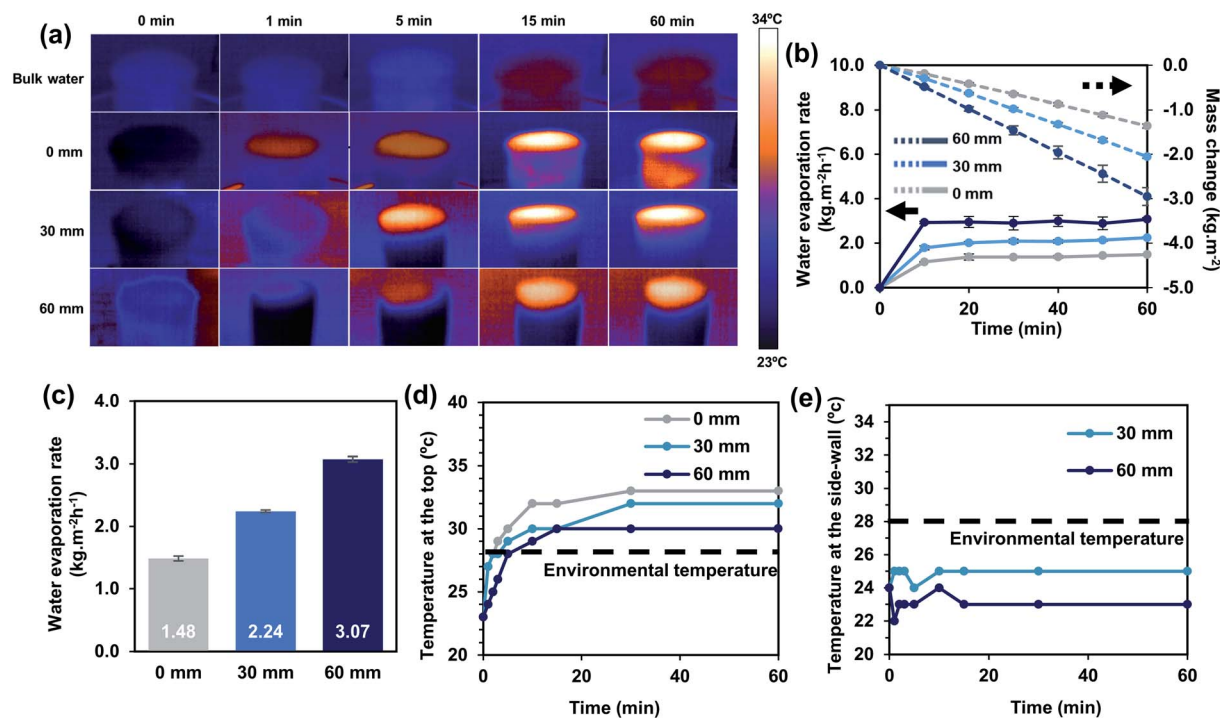 (a)
0 min
1 min
5 min
15 min
60 min
34ºC
Bulk water
0 mm
30 mm
60 mm
23ºC
(b)
Water evaporation rate
(kg.m⁻²h⁻¹)
10.0
8.0
6.0
4.0
2.0
0.0
60 mm
30 mm
0 mm
0.0
-1.0
-2.0
-3.0
-4.0
-5.0
Mass change (kg.m⁻²)
0
20
40
60
Time (min)
(c)
Water evaporation rate
(kg.m⁻²h⁻¹)
4.0
3.0
2.0
1.0
0.0
1.48
2.24
3.07
0 mm
30 mm
60 mm
(d)
Temperature at the top (ºc)
40
38
35
33
30
28
25
23
20
0 mm
30 mm
60 mm
Environmental temperature
0
20
40
60
Time (min)
(e)
Temperature at the side-wall (ºc)
34
32
30
28
26
24
22
20
30 mm
60 mm
Environmental temperature
0
20
40
60
Time (min)